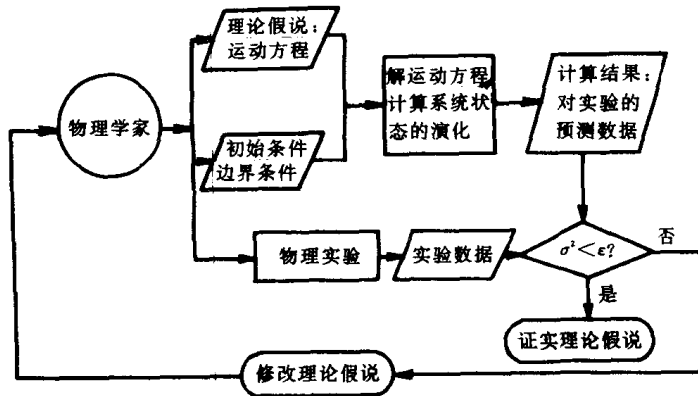 物理学家
理论假说：
运动方程
初始条件
边界条件
解运动方程
计算系统状
态的演化
计算结果：
对实验的
预测数据
物理实验
实验数据
σ²＜ε?
否
是
证实理论假说
修改理论假说